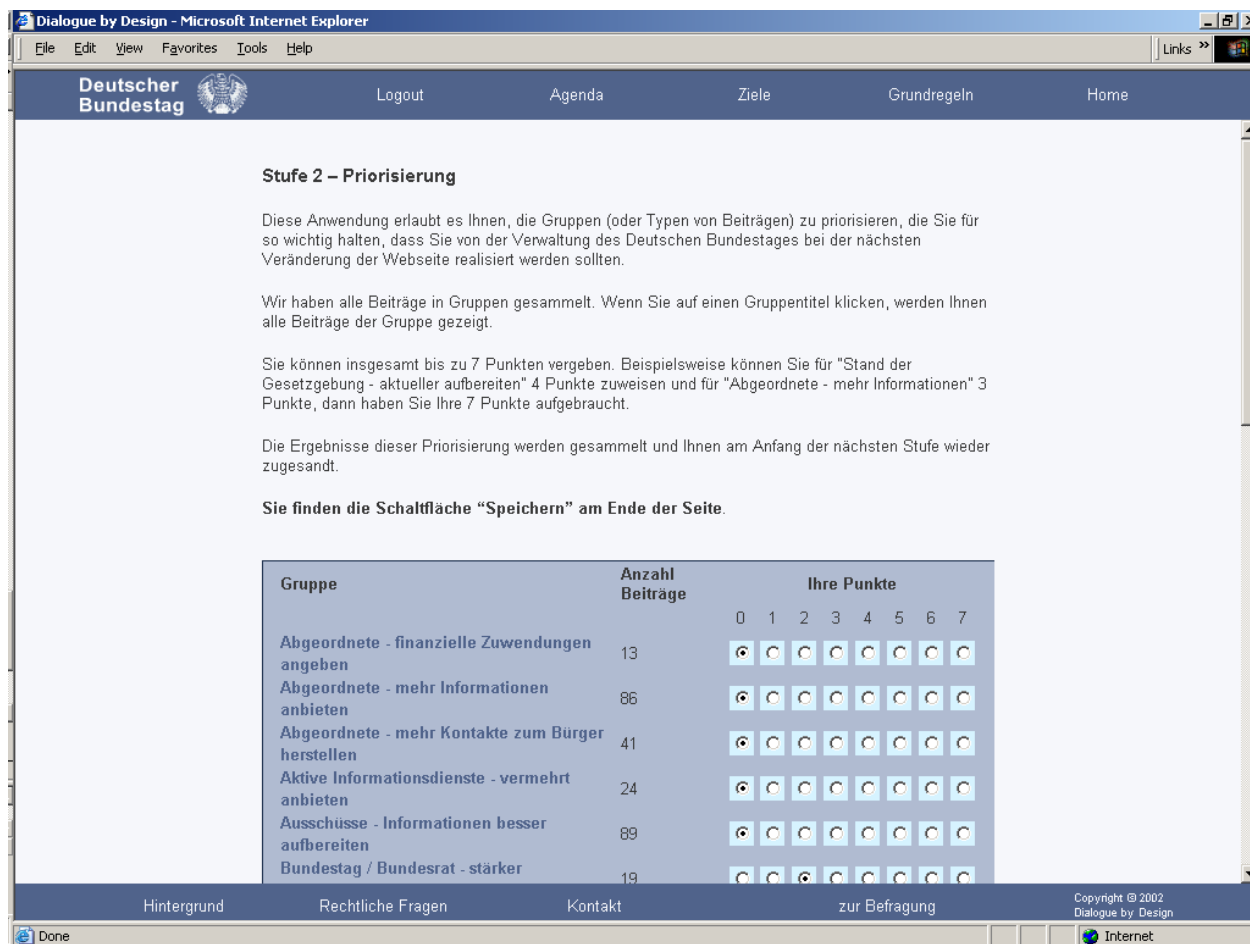 Dialogue by Design - Microsoft Internet Explorer
File Edit View Favorites Tools Help Links »
Deutscher Bundestag
Logout Agenda Ziele Grundregeln Home
Stufe 2 – Priorisierung
Diese Anwendung erlaubt es Ihnen, die Gruppen (oder Typen von Beiträgen) zu priorisieren, die Sie für
so wichtig halten, dass Sie von der Verwaltung des Deutschen Bundestages bei der nächsten
Veränderung der Webseite realisiert werden sollten.
Wir haben alle Beiträge in Gruppen gesammelt. Wenn Sie auf einen Gruppentitel klicken, werden Ihnen
alle Beiträge der Gruppe gezeigt.
Sie können insgesamt bis zu 7 Punkten vergeben. Beispielsweise können Sie für "Stand der
Gesetzgebung - aktueller aufbereiten" 4 Punkte zuweisen und für "Abgeordnete - mehr Informationen" 3
Punkte, dann haben Sie Ihre 7 Punkte aufgebraucht.
Die Ergebnisse dieser Priorisierung werden gesammelt und Ihnen am Anfang der nächsten Stufe wieder
zugesandt.
Sie finden die Schaltfläche “Speichern” am Ende der Seite.
Gruppe Anzahl Beiträge Ihre Punkte
0 1 2 3 4 5 6 7
Abgeordnete - finanzielle Zuwendungen
angeben 13
Abgeordnete - mehr Informationen
anbieten 86
Abgeordnete - mehr Kontakte zum Bürger
herstellen 41
Aktive Informationsdienste - vermehrt
anbieten 24
Ausschüsse - Informationen besser
aufbereiten 89
Bundestag / Bundesrat - stärker
19
Hintergrund Rechtliche Fragen Kontakt zur Befragung
Copyright @ 2002
Dialogue by Design
Done Internet